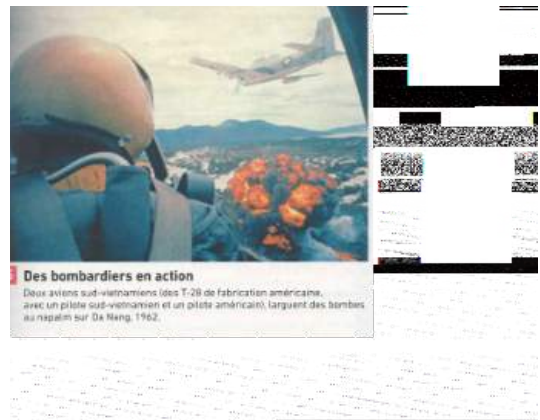 Des bombardiers en action
Deux avions sud-vietnamiens (des T-28 de fabrication américaine,
avec un pilote sud-vietnamien et un pilote américain), larguent des bombes
au napalm sur Da Nang, 1962.